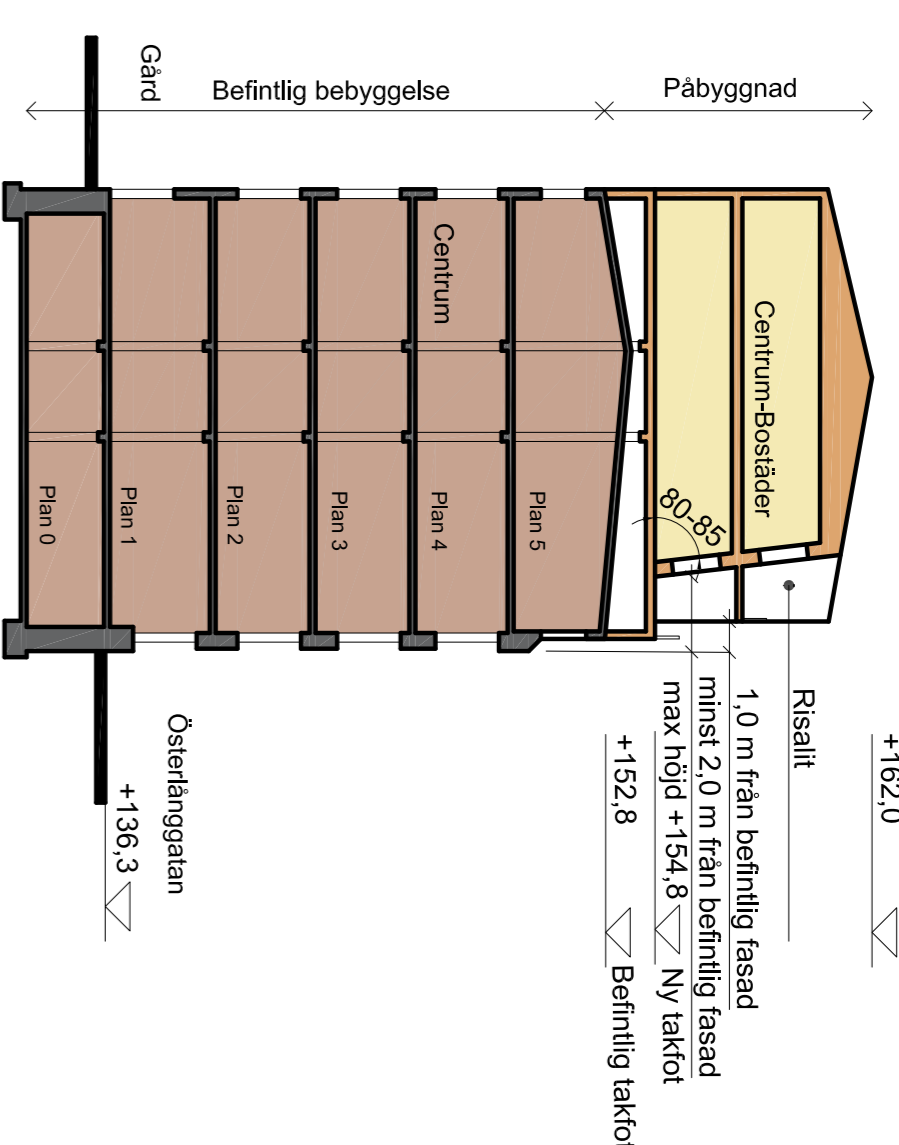 Påbyggnad
Befintlig bebyggelse
Gård
Centrum-Bostäder
Centrum
80-85
Plan 5
Plan 4
Plan 3
Plan 2
Plan 1
Plan 0
+162,0
Risalit
1,0 m från befintlig fasad
minst 2,0 m från befintlig fasad
max höjd +154,8 Ny takfot
+152,8 Befintlig takfot
Österlånggatan
+136,3